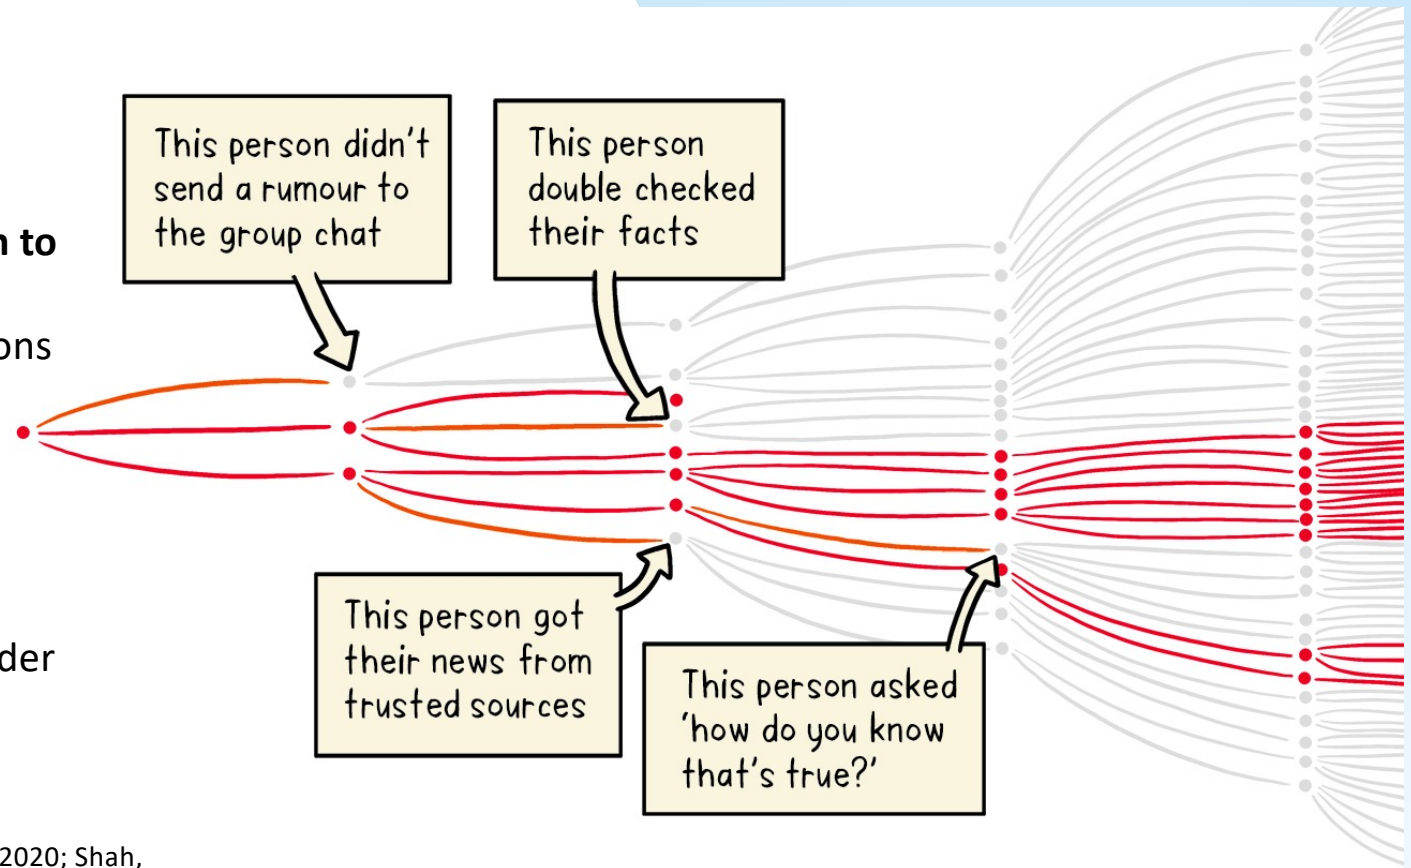 This person didn't
send a rumour to
the group chat
This person
double checked
their facts
n to
ons
This person got
their news from
trusted sources
der
This person asked
'how do you know
that's true?'
2020; Shah,